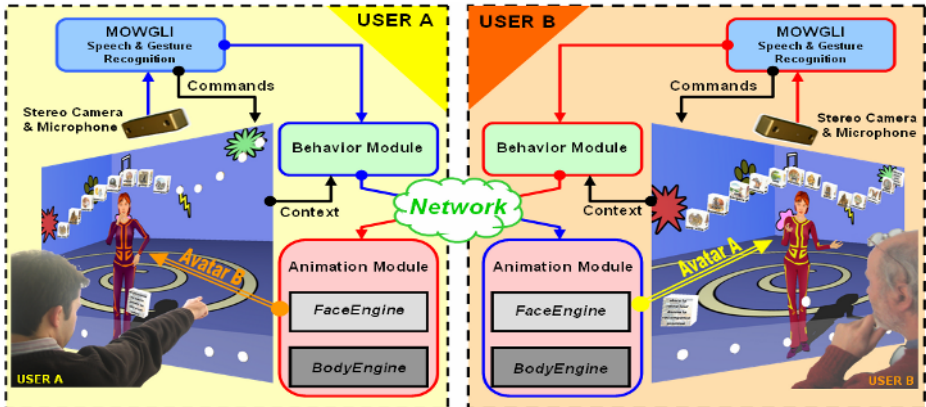 USER A
MOWGLI
Speech & Gesture
Recognition
Commands
Stereo Camera
& Microphone
Behavior Module
Context
Avatar B
Animation Module
FaceEngine
BodyEngine
USER A
Network
USER B
MOWGLI
Speech & Gesture
Recognition
Commands
Stereo Camera
& Microphone
Behavior Module
Context
Avatar A
Animation Module
FaceEngine
BodyEngine
USER B